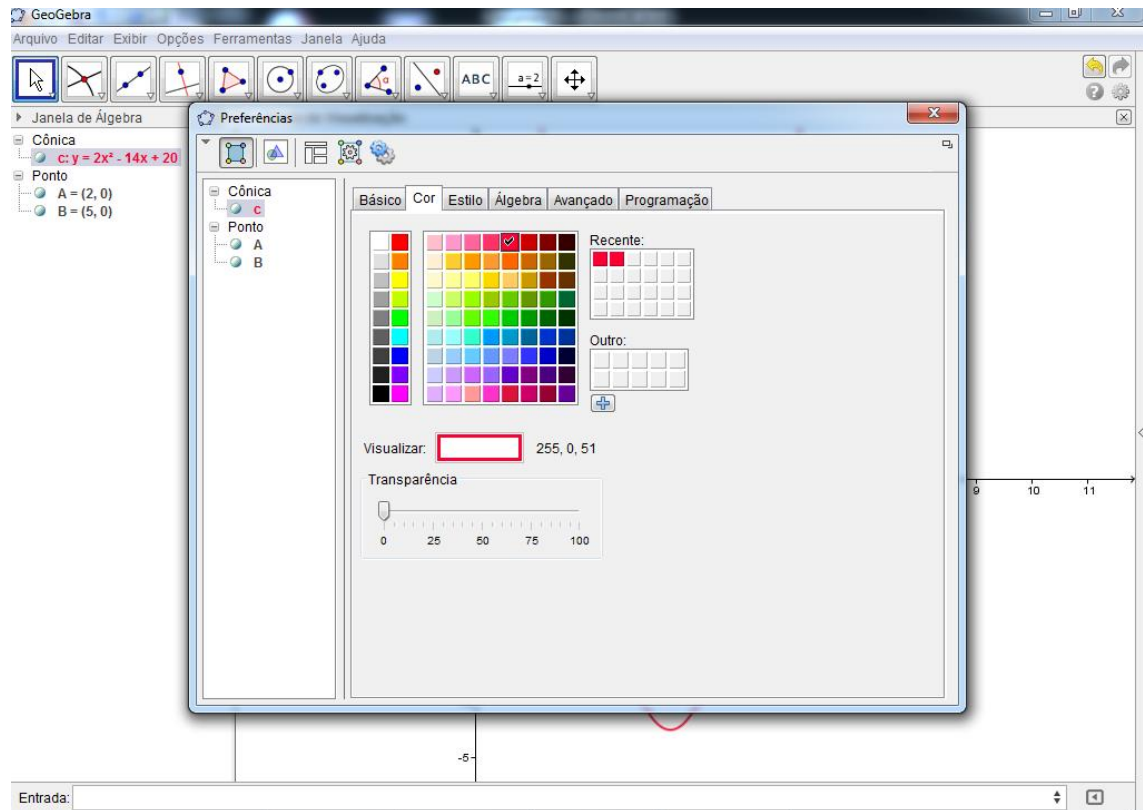 GeoGebra
Arquivo Editar Exibir Opções Ferramentas Janela Ajuda
ABC
a=2
Janela de Álgebra
Cônica
c: y = 2x² - 14x + 20
Ponto
A = (2, 0)
B = (5, 0)
Preferências
Cônica
c
Ponto
A
B
Básico Cor Estilo Álgebra Avançado Programação
Recente:
Outro:
Visualizar: 255, 0, 51
Transparência
0 25 50 75 100
9 10 11
-5
Entrada: